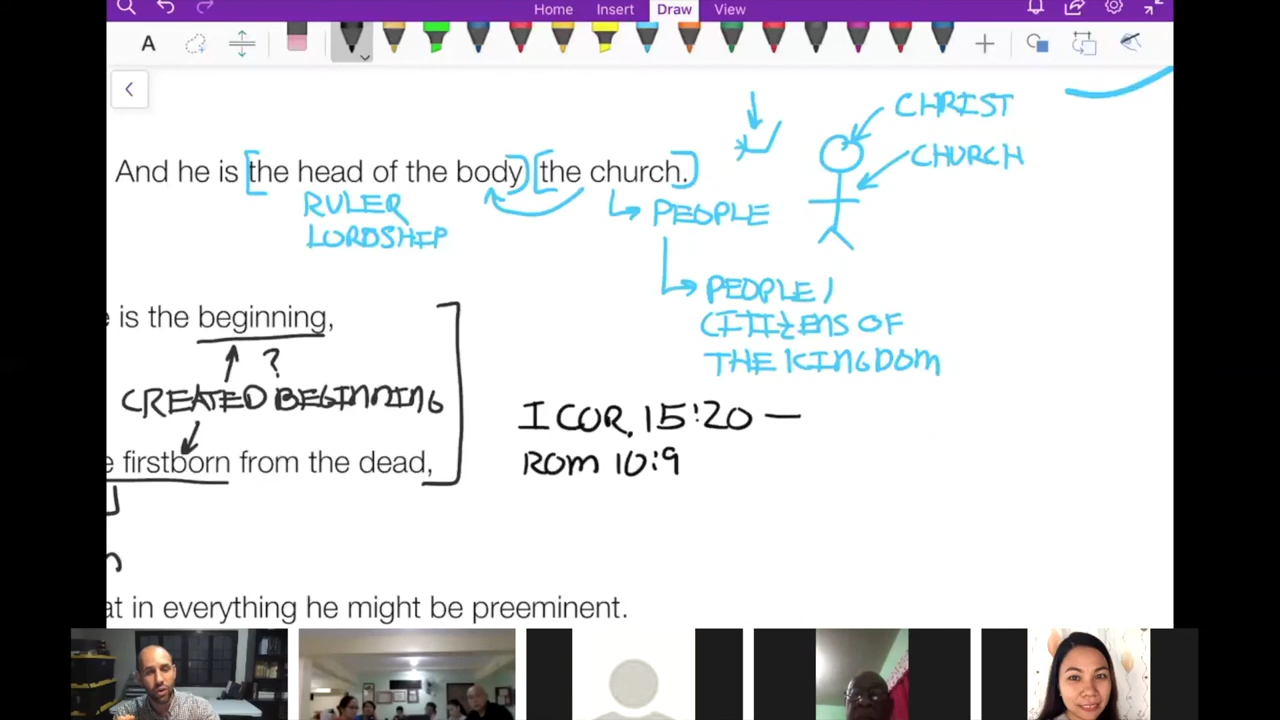 Home Insert Draw View
A
CHRIST
CHURCH
And he is [the head of the body) [the church.]
RULER
LORDSHIP
PEOPLE
PEOPLE /
CITIZENS OF
THE KINGDOM
is the beginning,
?
CREATED BEGINNING
I COR. 15:20 —
ROM 10:9
firstborn from the dead,
at in everything he might be preeminent.